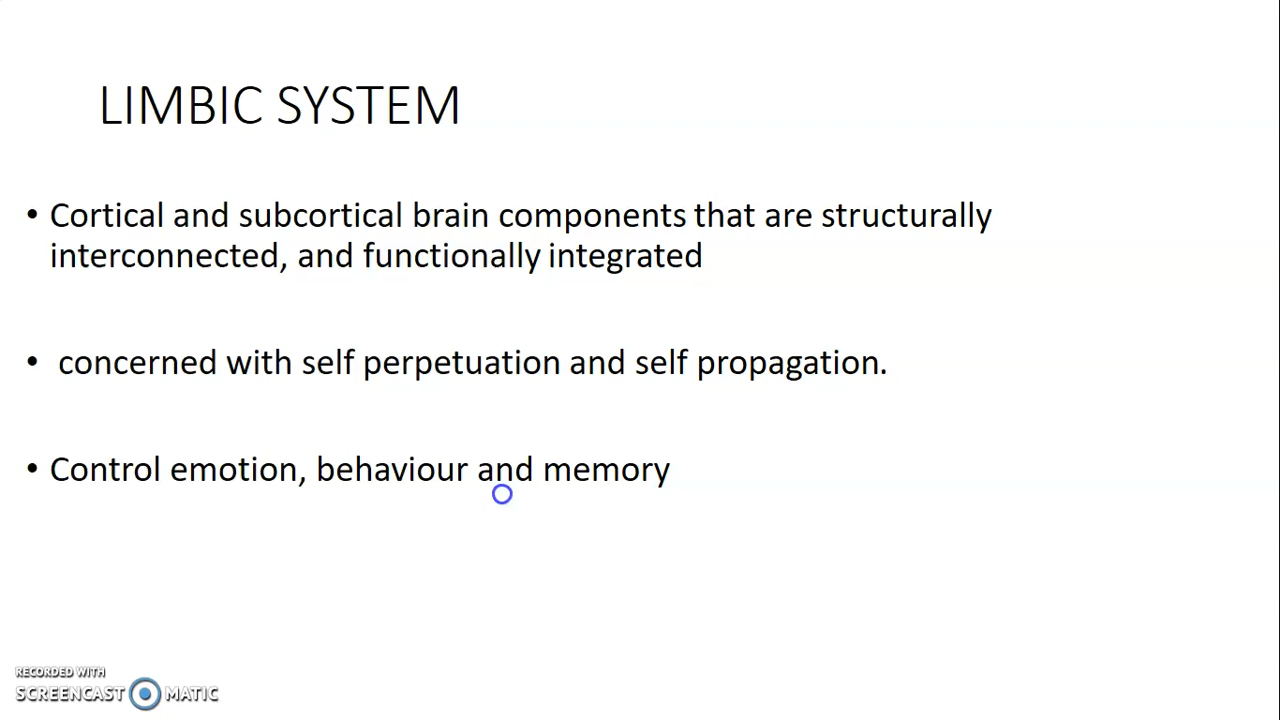 LIMBIC SYSTEM
• Cortical and subcortical brain components that are structurally
interconnected, and functionally integrated
• concerned with self perpetuation and self propagation.
• Control emotion, behaviour and memory
RECORDED WITH
SCREENCAST MATIC